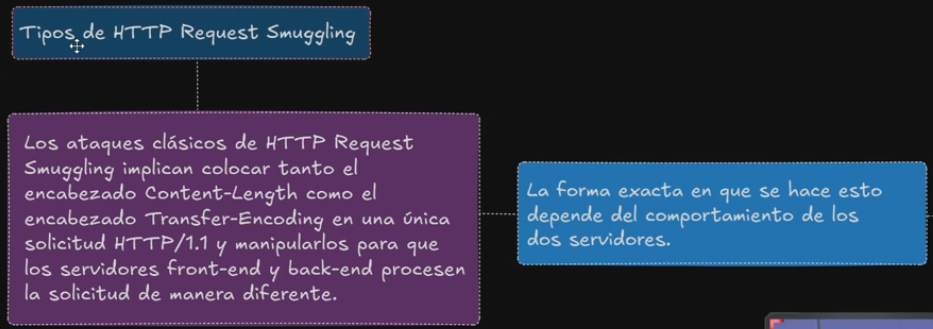 Tipos de HTTP Request Smuggling
Los ataques clásicos de HTTP Request
Smuggling implican colocar tanto el
encabezado Content-Length como el
encabezado Transfer-Encoding en una única
solicitud HTTP/1.1 y manipularlos para que
los servidores front-end y back-end procesen
la solicitud de manera diferente.
La forma exacta en que se hace esto
depende del comportamiento de los
dos servidores.